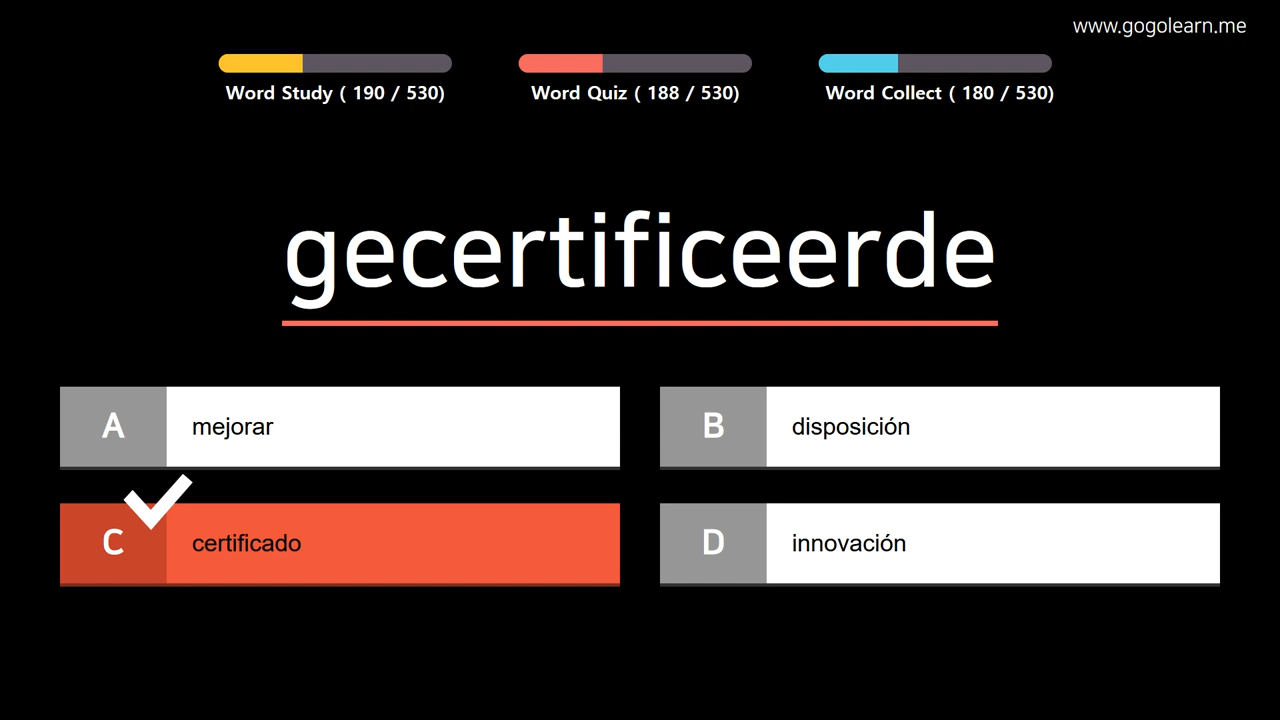 www.gogolearn.me
Word Study ( 190 / 530)
Word Quiz ( 188 / 530)
Word Collect ( 180 / 530)
gecertificeerde
A mejorar
B disposición
C certificado
D innovación